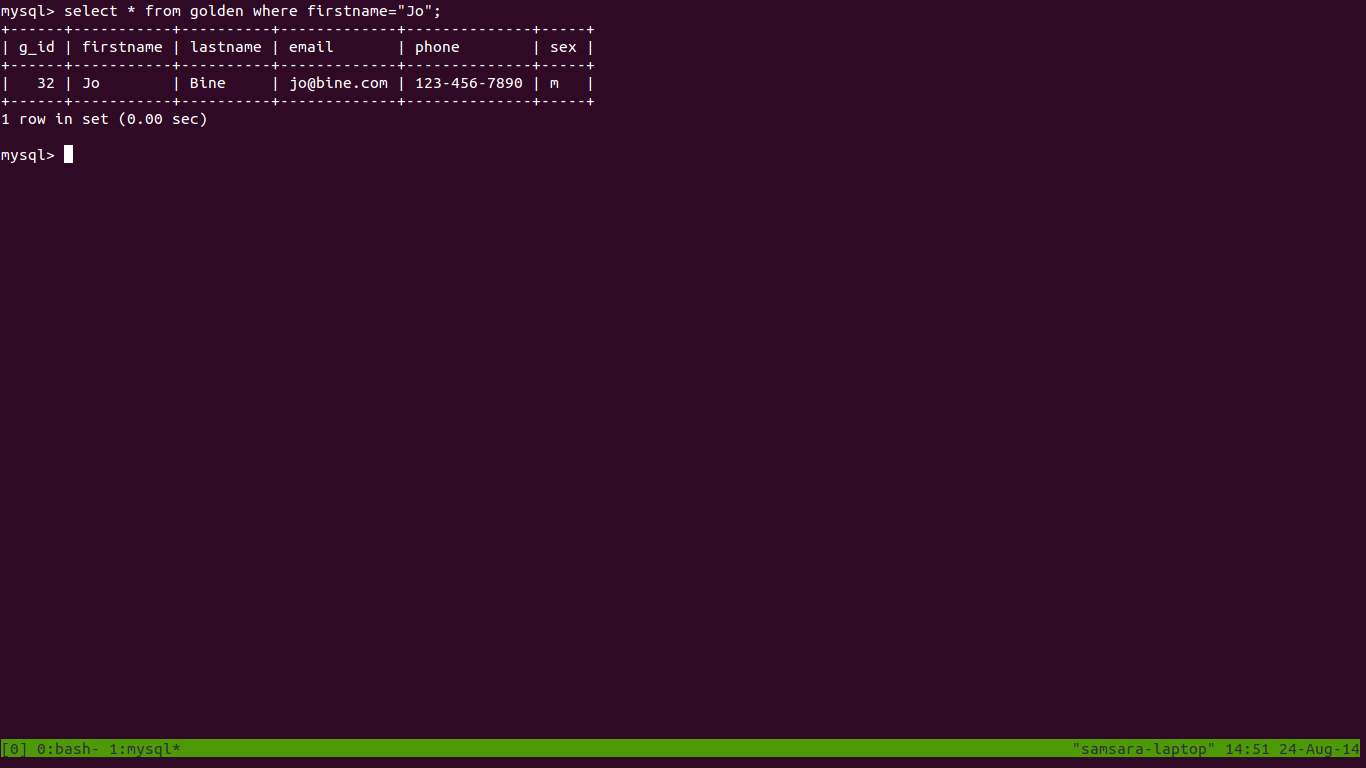 mysql> select * from golden where firstname="Jo";
+------+-----------+----------+-------------+--------------+-----+
| g_id | firstname | lastname | email       | phone        | sex |
+------+-----------+----------+-------------+--------------+-----+
|   32 | Jo        | Bine     | jo@bine.com | 123-456-7890 | m   |
+------+-----------+----------+-------------+--------------+-----+
1 row in set (0.00 sec)
mysql>
[0] 0:bash- 1:mysql* "samsara-laptop" 14:51 24-Aug-14